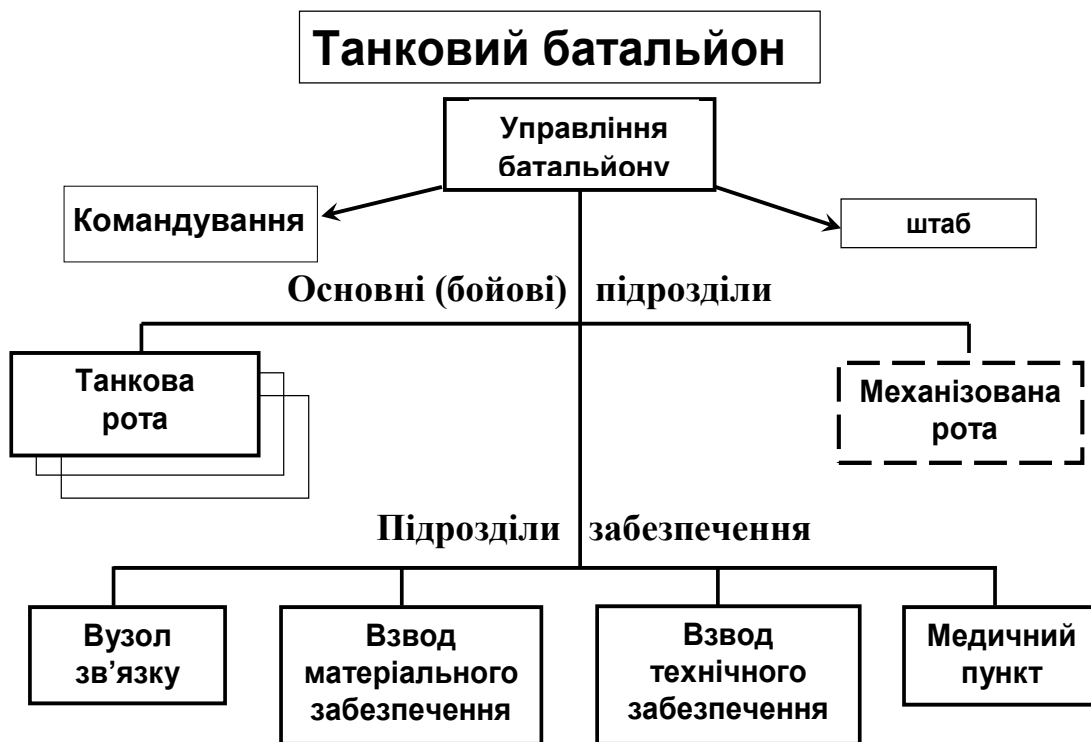 Танковий батальйон
Управління
батальйону
Командування
штаб
Основні (бойові) підрозділи
Танкова
рота
Механізована
рота
Підрозділи забезпечення
Вузол
зв’язку
Взвод
матеріального
забезпечення
Взвод
технічного
забезпечення
Медичний
пункт